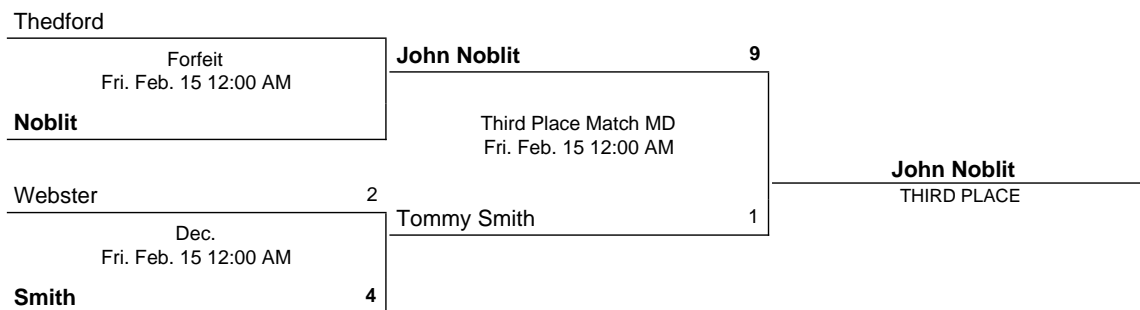 Thedford
Forfeit
Fri. Feb. 15 12:00 AM
Noblit
Webster 2
Dec.
Fri. Feb. 15 12:00 AM
Smith 4
John Noblit 9
Third Place Match MD
Fri. Feb. 15 12:00 AM
Tommy Smith 1
John Noblit
THIRD PLACE